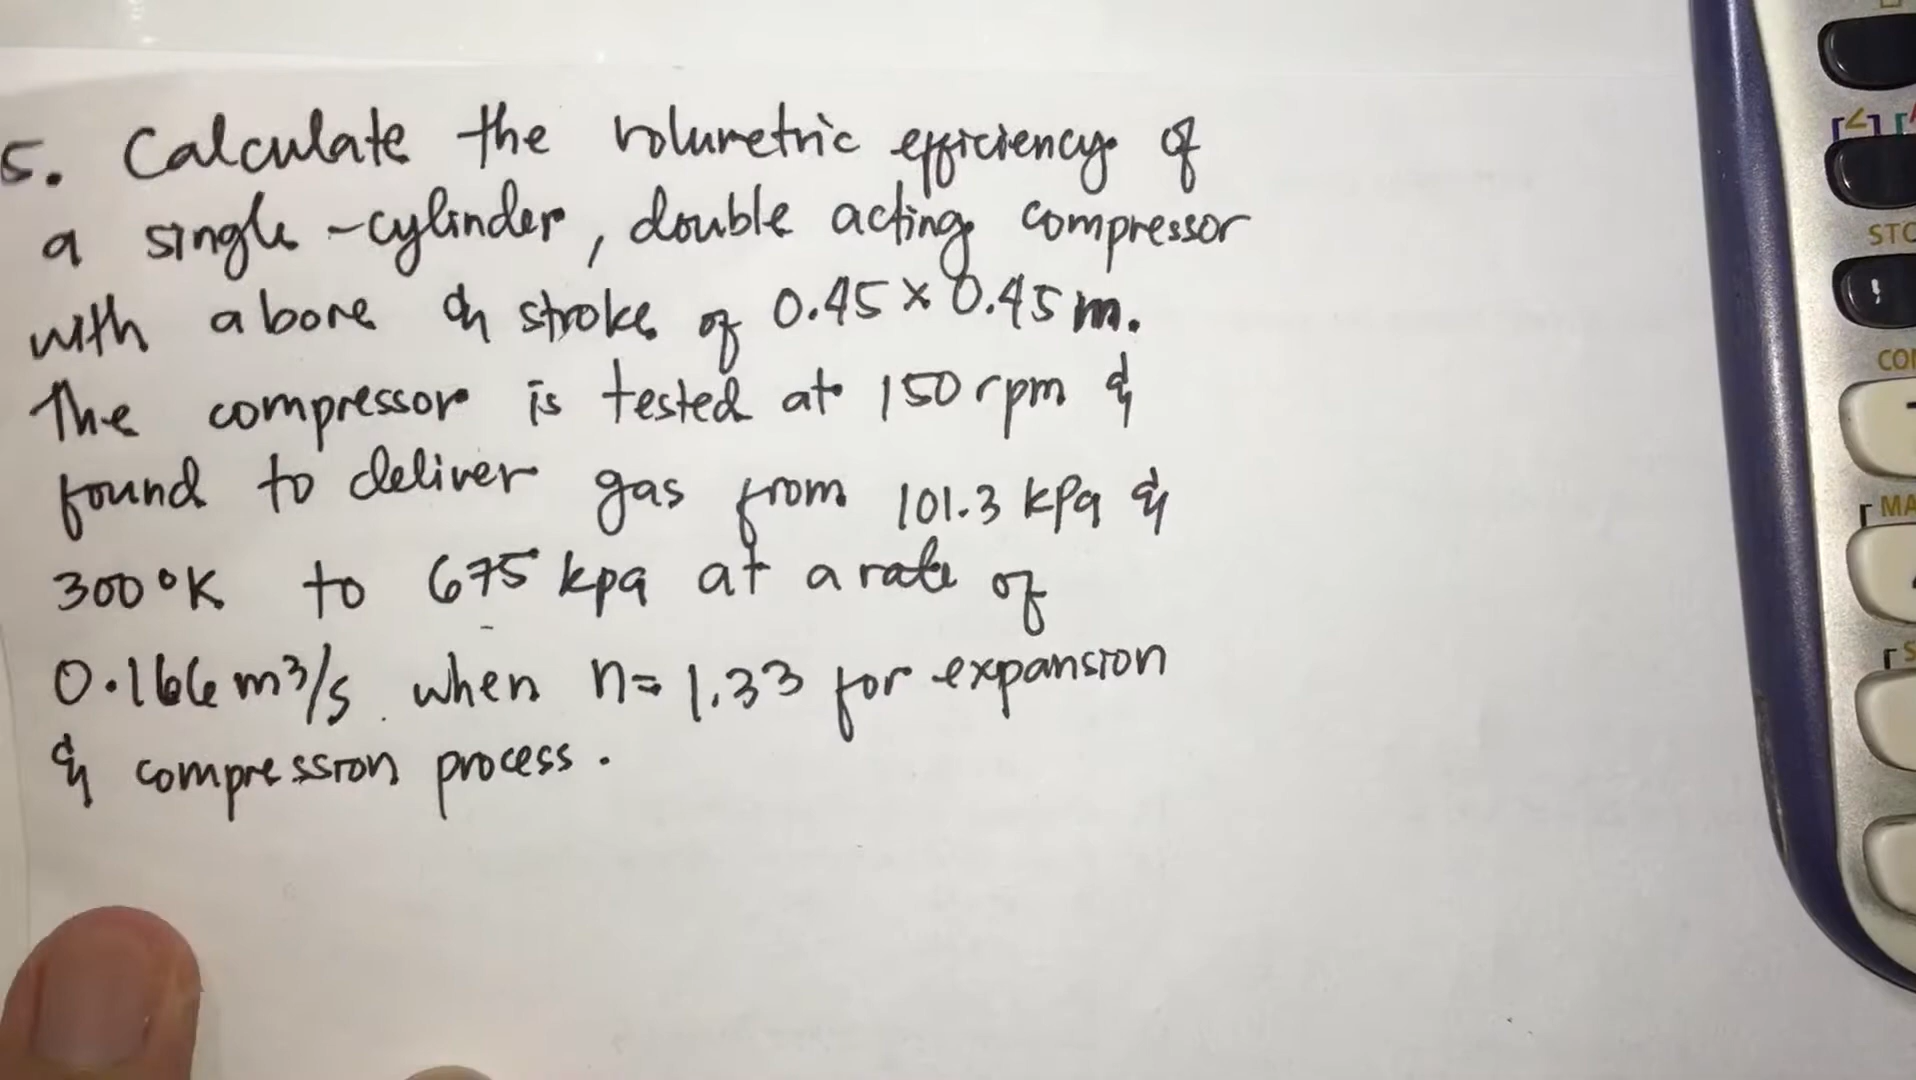 5. Calculate the volumetric efficiency of
a single-cylinder, double acting compressor
with a bore & stroke of 0.45 × 0.45 m.
The compressor is tested at 150 rpm &
found to deliver gas from 101.3 kPa &
300°K to 675 kpa at a rate of
0.166 m³/s when n = 1.33 for expansion
& compression process.
STO